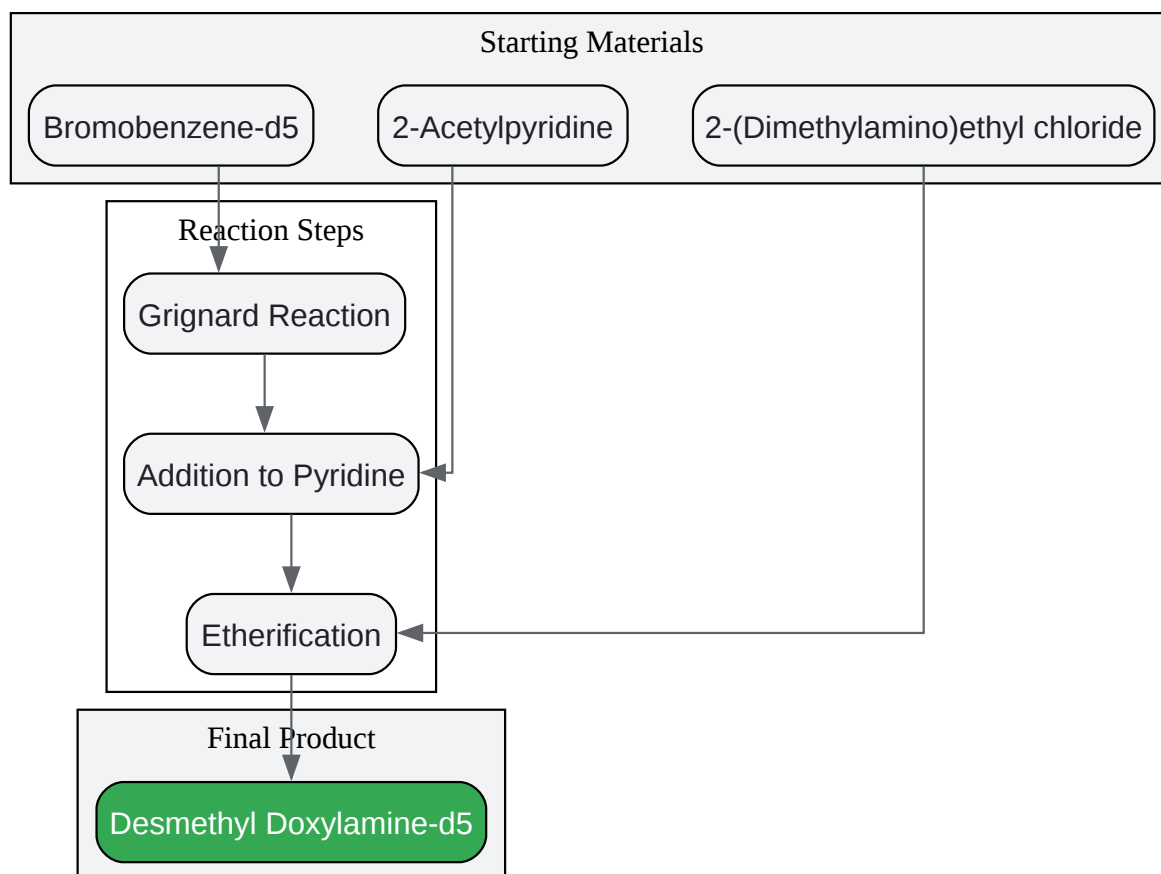 Starting Materials
Bromobenzene-d5
2-Acetylpyridine
2-(Dimethylamino)ethyl chloride
Reaction Steps
Grignard Reaction
Addition to Pyridine
Etherification
Final Product
Desmethyl Doxylamine-d5